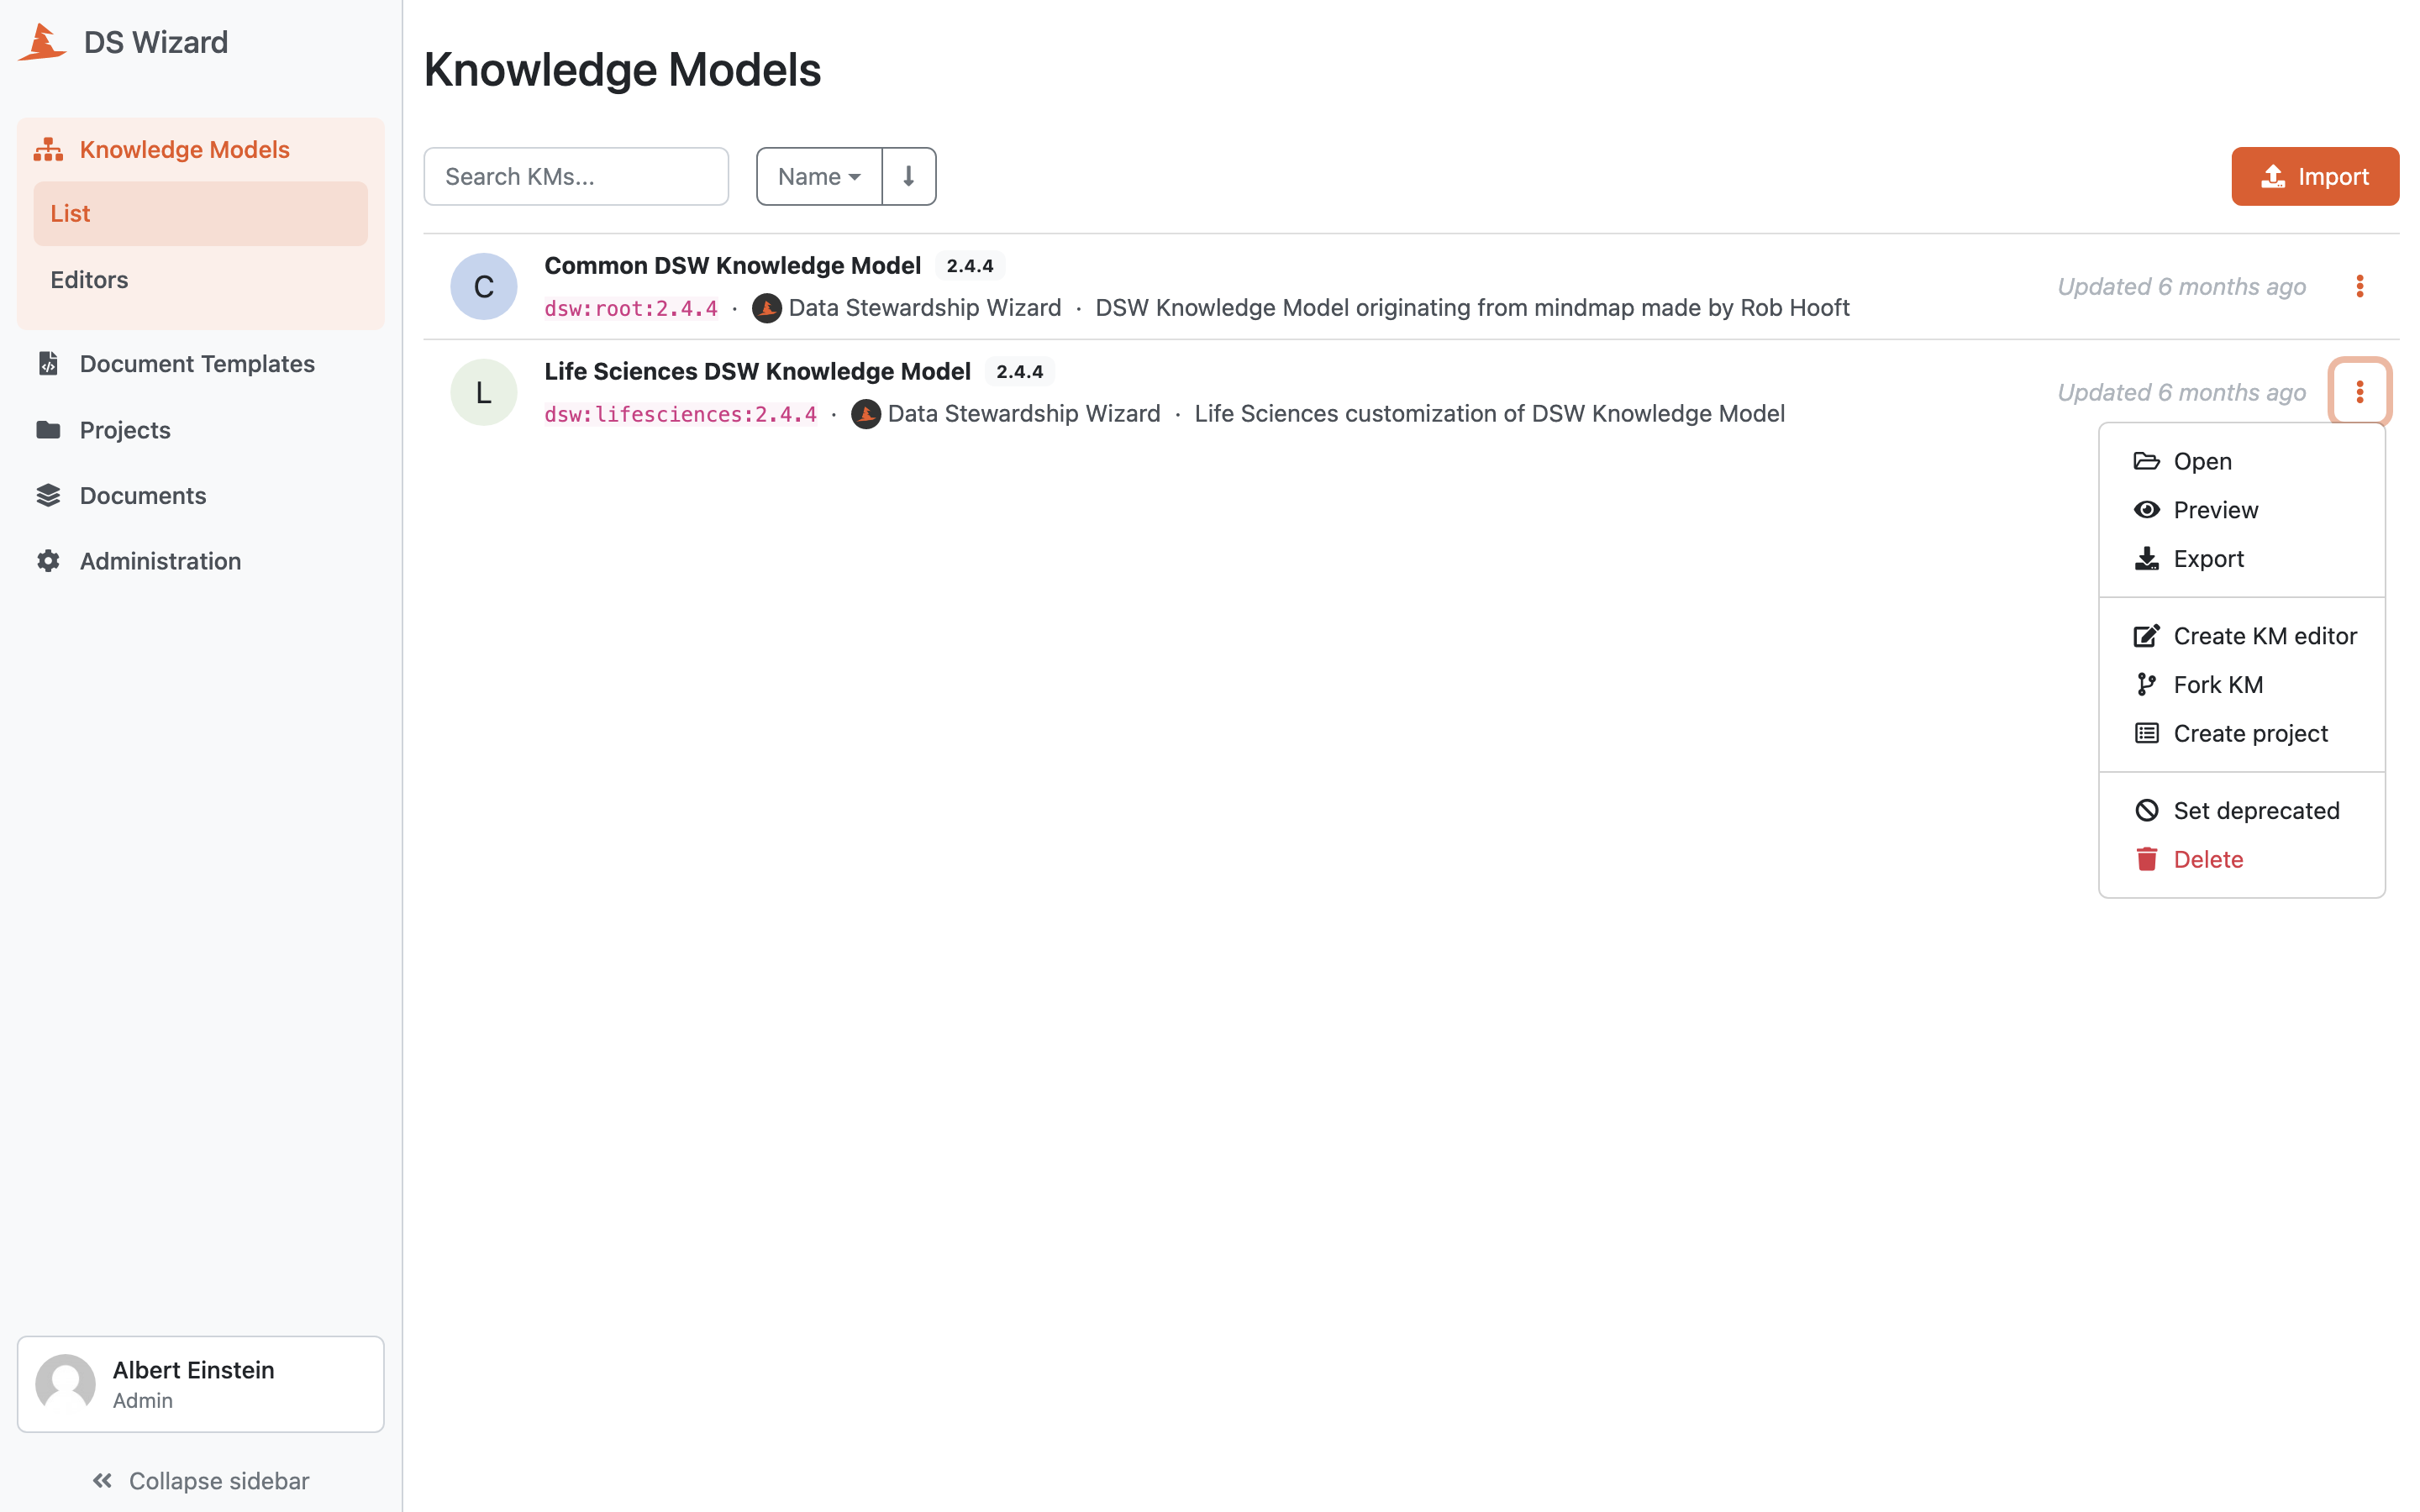 DS Wizard
Knowledge Models
List
Editors
Document Templates
Projects
Documents
Administration
Albert Einstein
Admin
Collapse sidebar
Knowledge Models
Search KMs...
Name
Import
C
Common DSW Knowledge Model 2.4.4
dsw:root:2.4.4 · Data Stewardship Wizard · DSW Knowledge Model originating from mindmap made by Rob Hooft
Updated 6 months ago
L
Life Sciences DSW Knowledge Model 2.4.4
dsw:lifesciences:2.4.4 · Data Stewardship Wizard · Life Sciences customization of DSW Knowledge Model
Updated 6 months ago
Open
Preview
Export
Create KM editor
Fork KM
Create project
Set deprecated
Delete